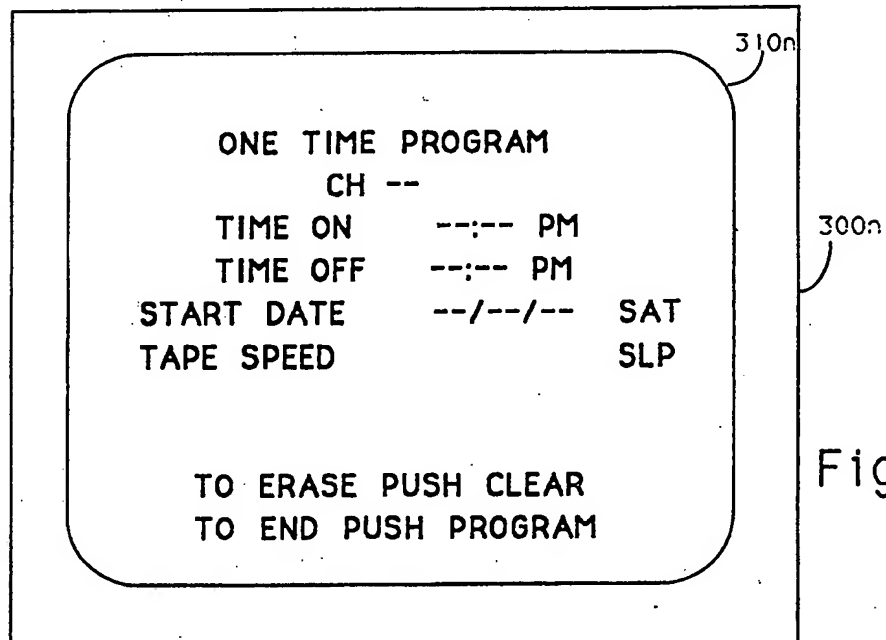 310n
ONE TIME PROGRAM
CH --
TIME ON --:-- PM
300n
TIME OFF --:-- PM
START DATE --/--/-- SAT
TAPE SPEED SLP
TO ERASE PUSH CLEAR
Fig
TO END PUSH PROGRAM